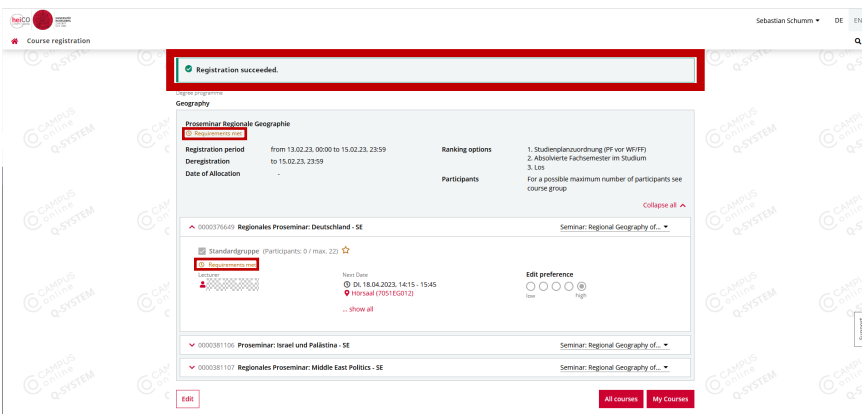 heiCO
Sebastian Schumm DE EN
Course registration
Registration succeeded.
Degree programme
Geography
Proseminar Regionale Geographie
Requirements met
Registration period from 13.02.23, 00:00 to 15.02.23, 23:59 Ranking options 1. Studienplanzuordnung (PF vor WF/FF)
Deregistration to 15.02.23, 23:59 2. Absolvierte Fachsemester im Studium
Date of Allocation - 3. Los
Participants For a possible maximum number of participants see
course group
Collapse all
0000376649 Regionales Proseminar: Deutschland - SE Seminar: Regional Geography of...
Standardgruppe (Participants: 0 / max. 22)
Requirements met
Lecturer Next Date Edit preference
DI, 18.04.2023, 14:15 - 15:45
Hörsaal (7051EG012) low high
... show all
0000381106 Proseminar: Israel und Palästina - SE Seminar: Regional Geography of...
0000381107 Regionales Proseminar: Middle East Politics - SE Seminar: Regional Geography of...
Edit All courses My Courses
Support
CAMPUS
online
Q-SYSTEM